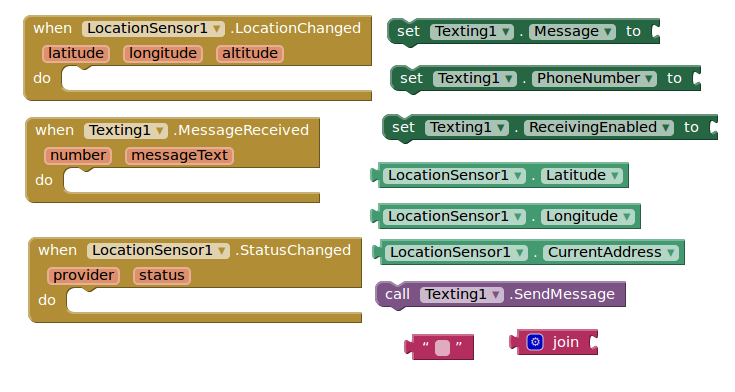 when LocationSensor1 .LocationChanged
latitude longitude altitude
do
when Texting1 .MessageReceived
number messageText
do
when LocationSensor1 .StatusChanged
provider status
do
set Texting1 . Message to
set Texting1 . PhoneNumber to
set Texting1 . ReceivingEnabled to
LocationSensor1 . Latitude
LocationSensor1 . Longitude
LocationSensor1 . CurrentAddress
call Texting1 .SendMessage
“ ”
join